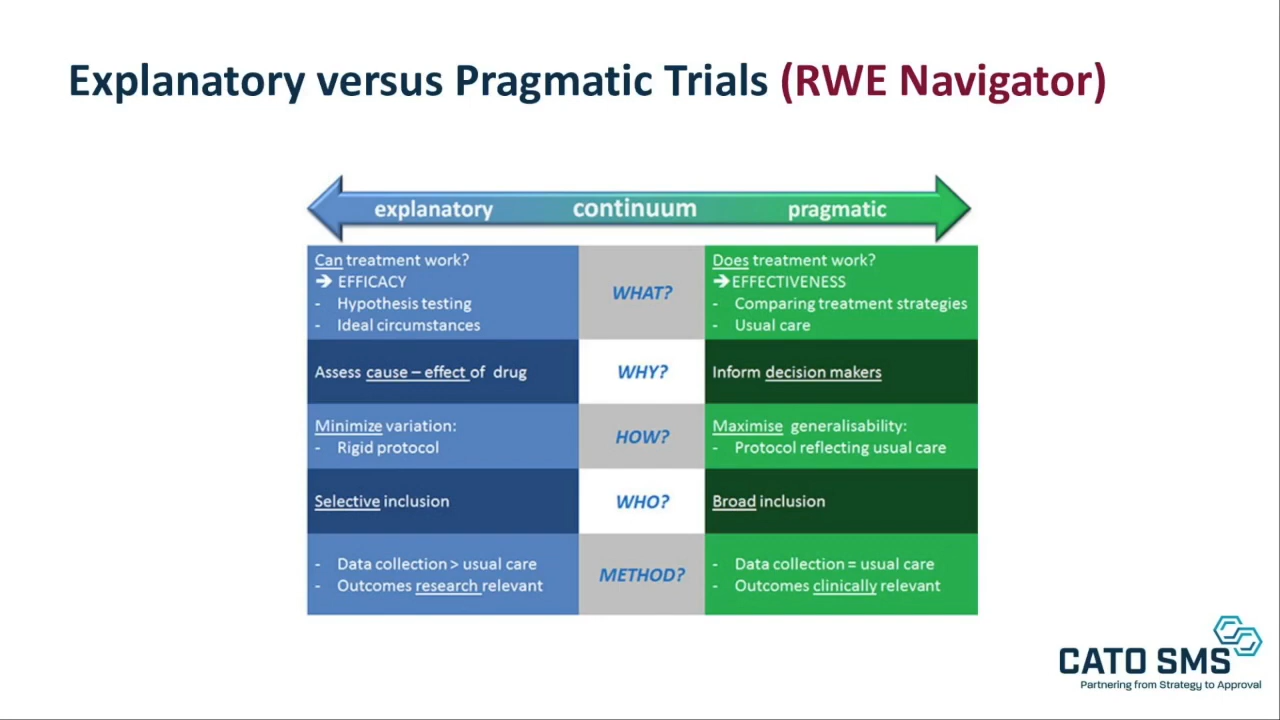 Explanatory versus Pragmatic Trials (RWE Navigator)
explanatory continuum pragmatic
Can treatment work?
➔ EFFICACY
- Hypothesis testing
- Ideal circumstances
WHAT?
Does treatment work?
➔EFFECTIVENESS
- Comparing treatment strategies
- Usual care
Assess cause – effect of drug
WHY?
Inform decision makers
Minimize variation:
- Rigid protocol
HOW?
Maximise generalisability:
- Protocol reflecting usual care
Selective inclusion
WHO?
Broad inclusion
- Data collection > usual care
- Outcomes research relevant
METHOD?
- Data collection = usual care
- Outcomes clinically relevant
CATO SMS
Partnering from Strategy to Approval